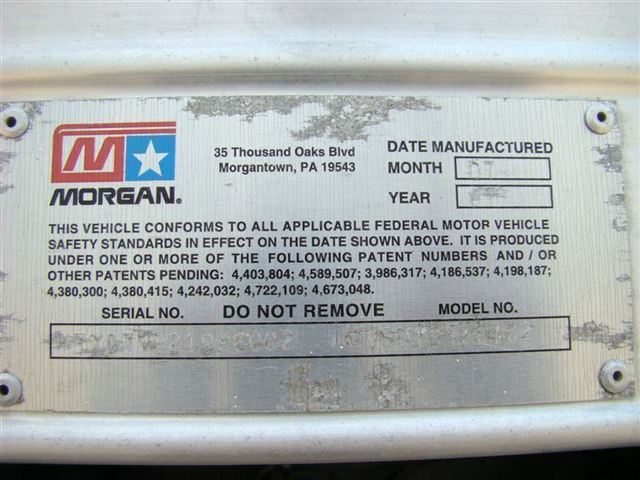 M
MORGAN®
35 Thousand Oaks Blvd
Morgantown, PA 19543
DATE MANUFACTURED
MONTH 07
YEAR
THIS VEHICLE CONFORMS TO ALL APPLICABLE FEDERAL MOTOR VEHICLE
SAFETY STANDARDS IN EFFECT ON THE DATE SHOWN ABOVE. IT IS PRODUCED
UNDER ONE OR MORE OF THE FOLLOWING PATENT NUMBERS AND / OR
OTHER PATENTS PENDING: 4,403,804; 4,589,507; 3,986,317; 4,186,537; 4,198,187;
4,380,300; 4,380,415; 4,242,032; 4,722,109; 4,673,048.
SERIAL NO. DO NOT REMOVE MODEL NO.